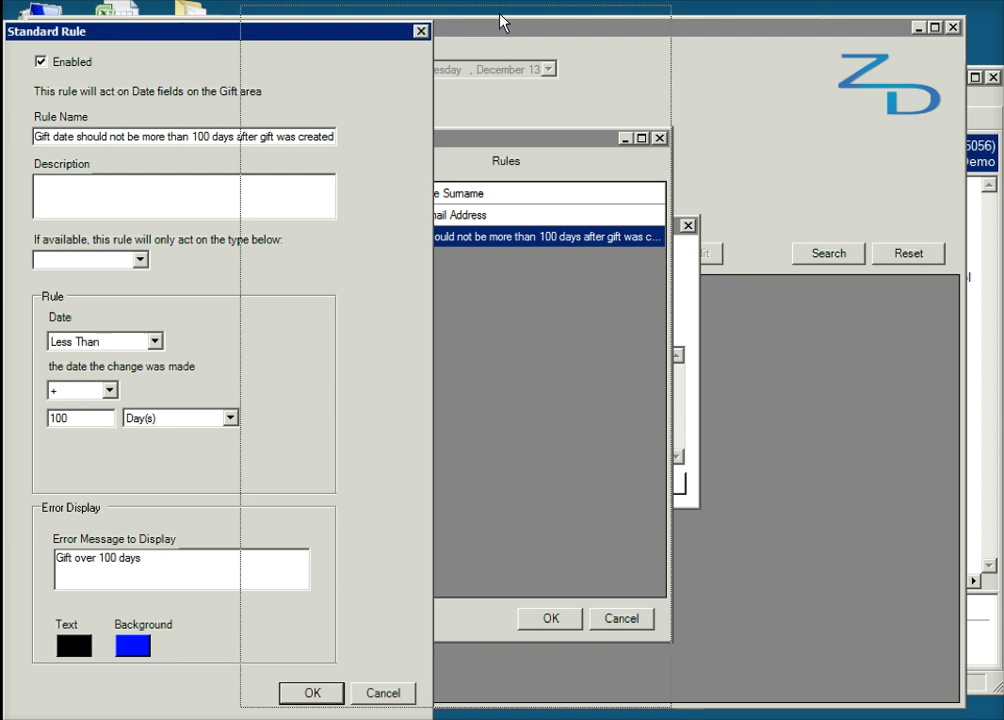 Standard Rule
Enabled
This rule will act on Date fields on the Gift area
Rule Name
Gift date should not be more than 100 days after gift was created
Description
If available, this rule will only act on the type below:
Rule
Date
Less Than
the date the change was made
+
100
Day(s)
Error Display
Error Message to Display
Gift over 100 days
Text
Background
OK
Cancel
esday , December 13
ZD
Rules
e Surname
ail Address
ould not be more than 100 days after gift was c...
OK
Cancel
Search
Reset
5056)
emo